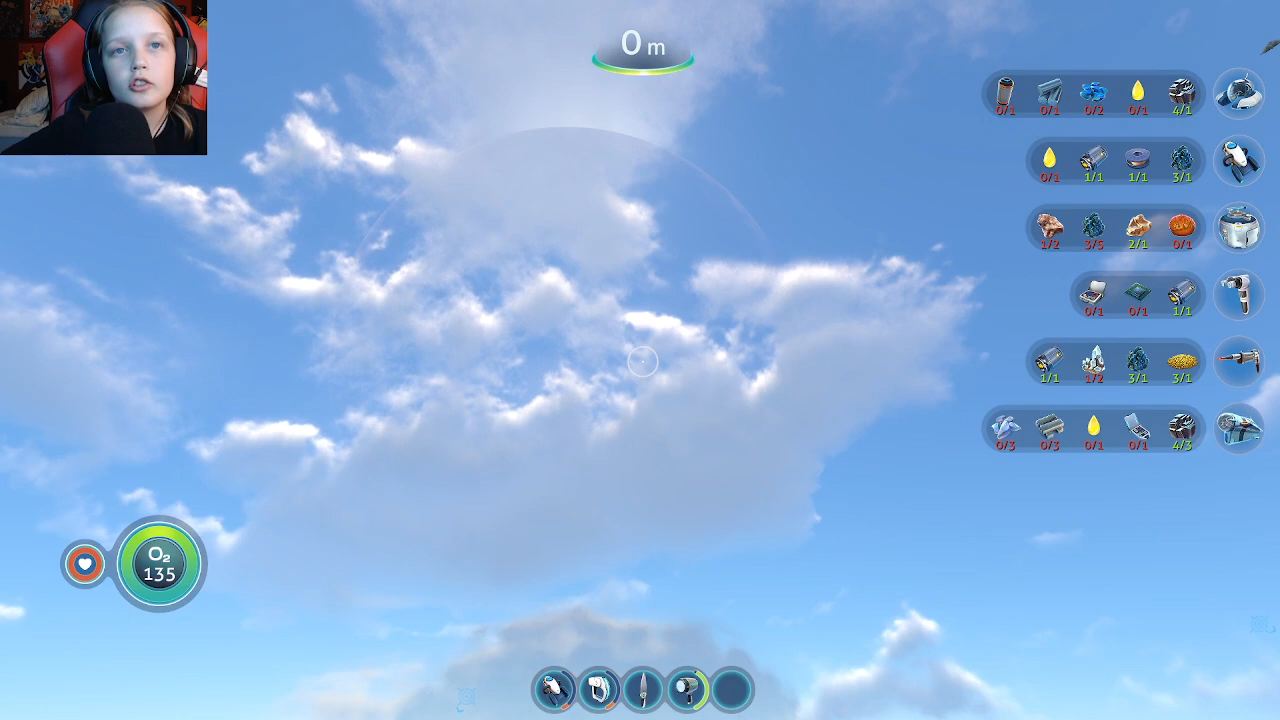 0 m
0/1 0/1 0/2 0/1 4/1
0/1 1/1 1/1 3/1
1/2 3/5 2/1 0/1
0/1 0/1 1/1
1/1 1/2 3/1 3/1
0/3 0/3 0/1 0/1 4/3
O₂
135